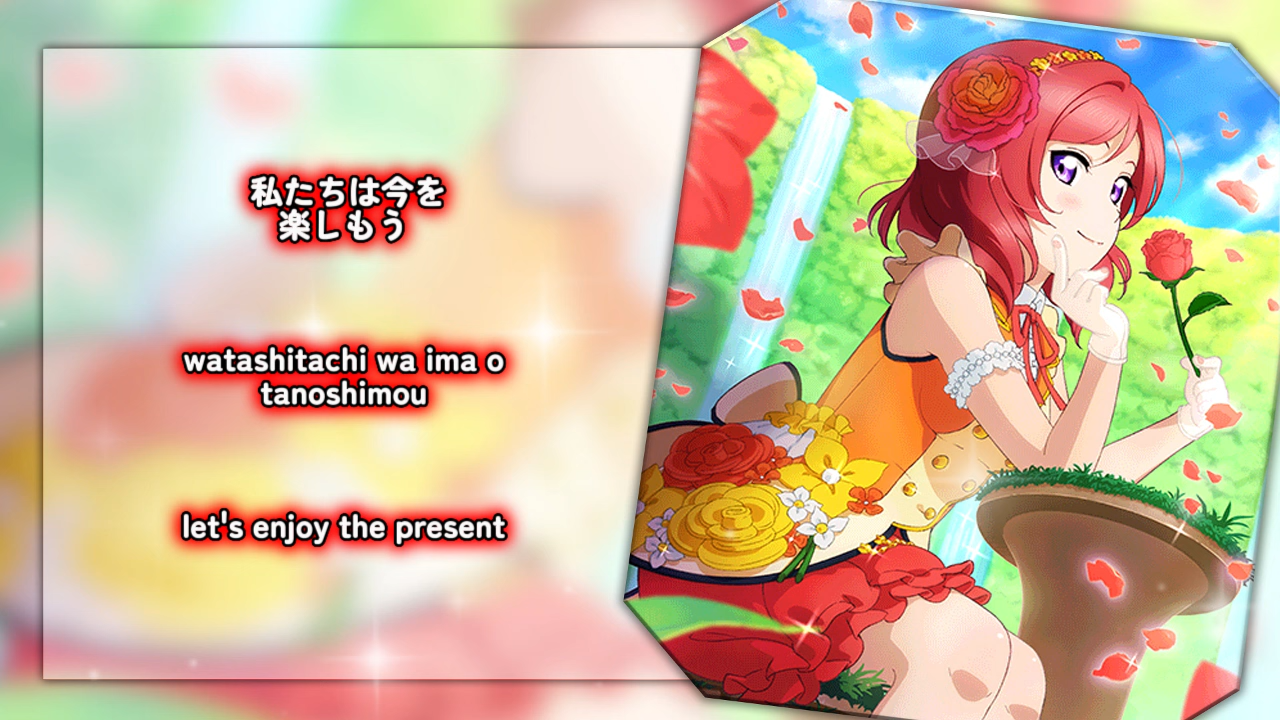 私たちは今を
楽しもう
watashitachi wa ima o
tanoshimou
let's enjoy the present